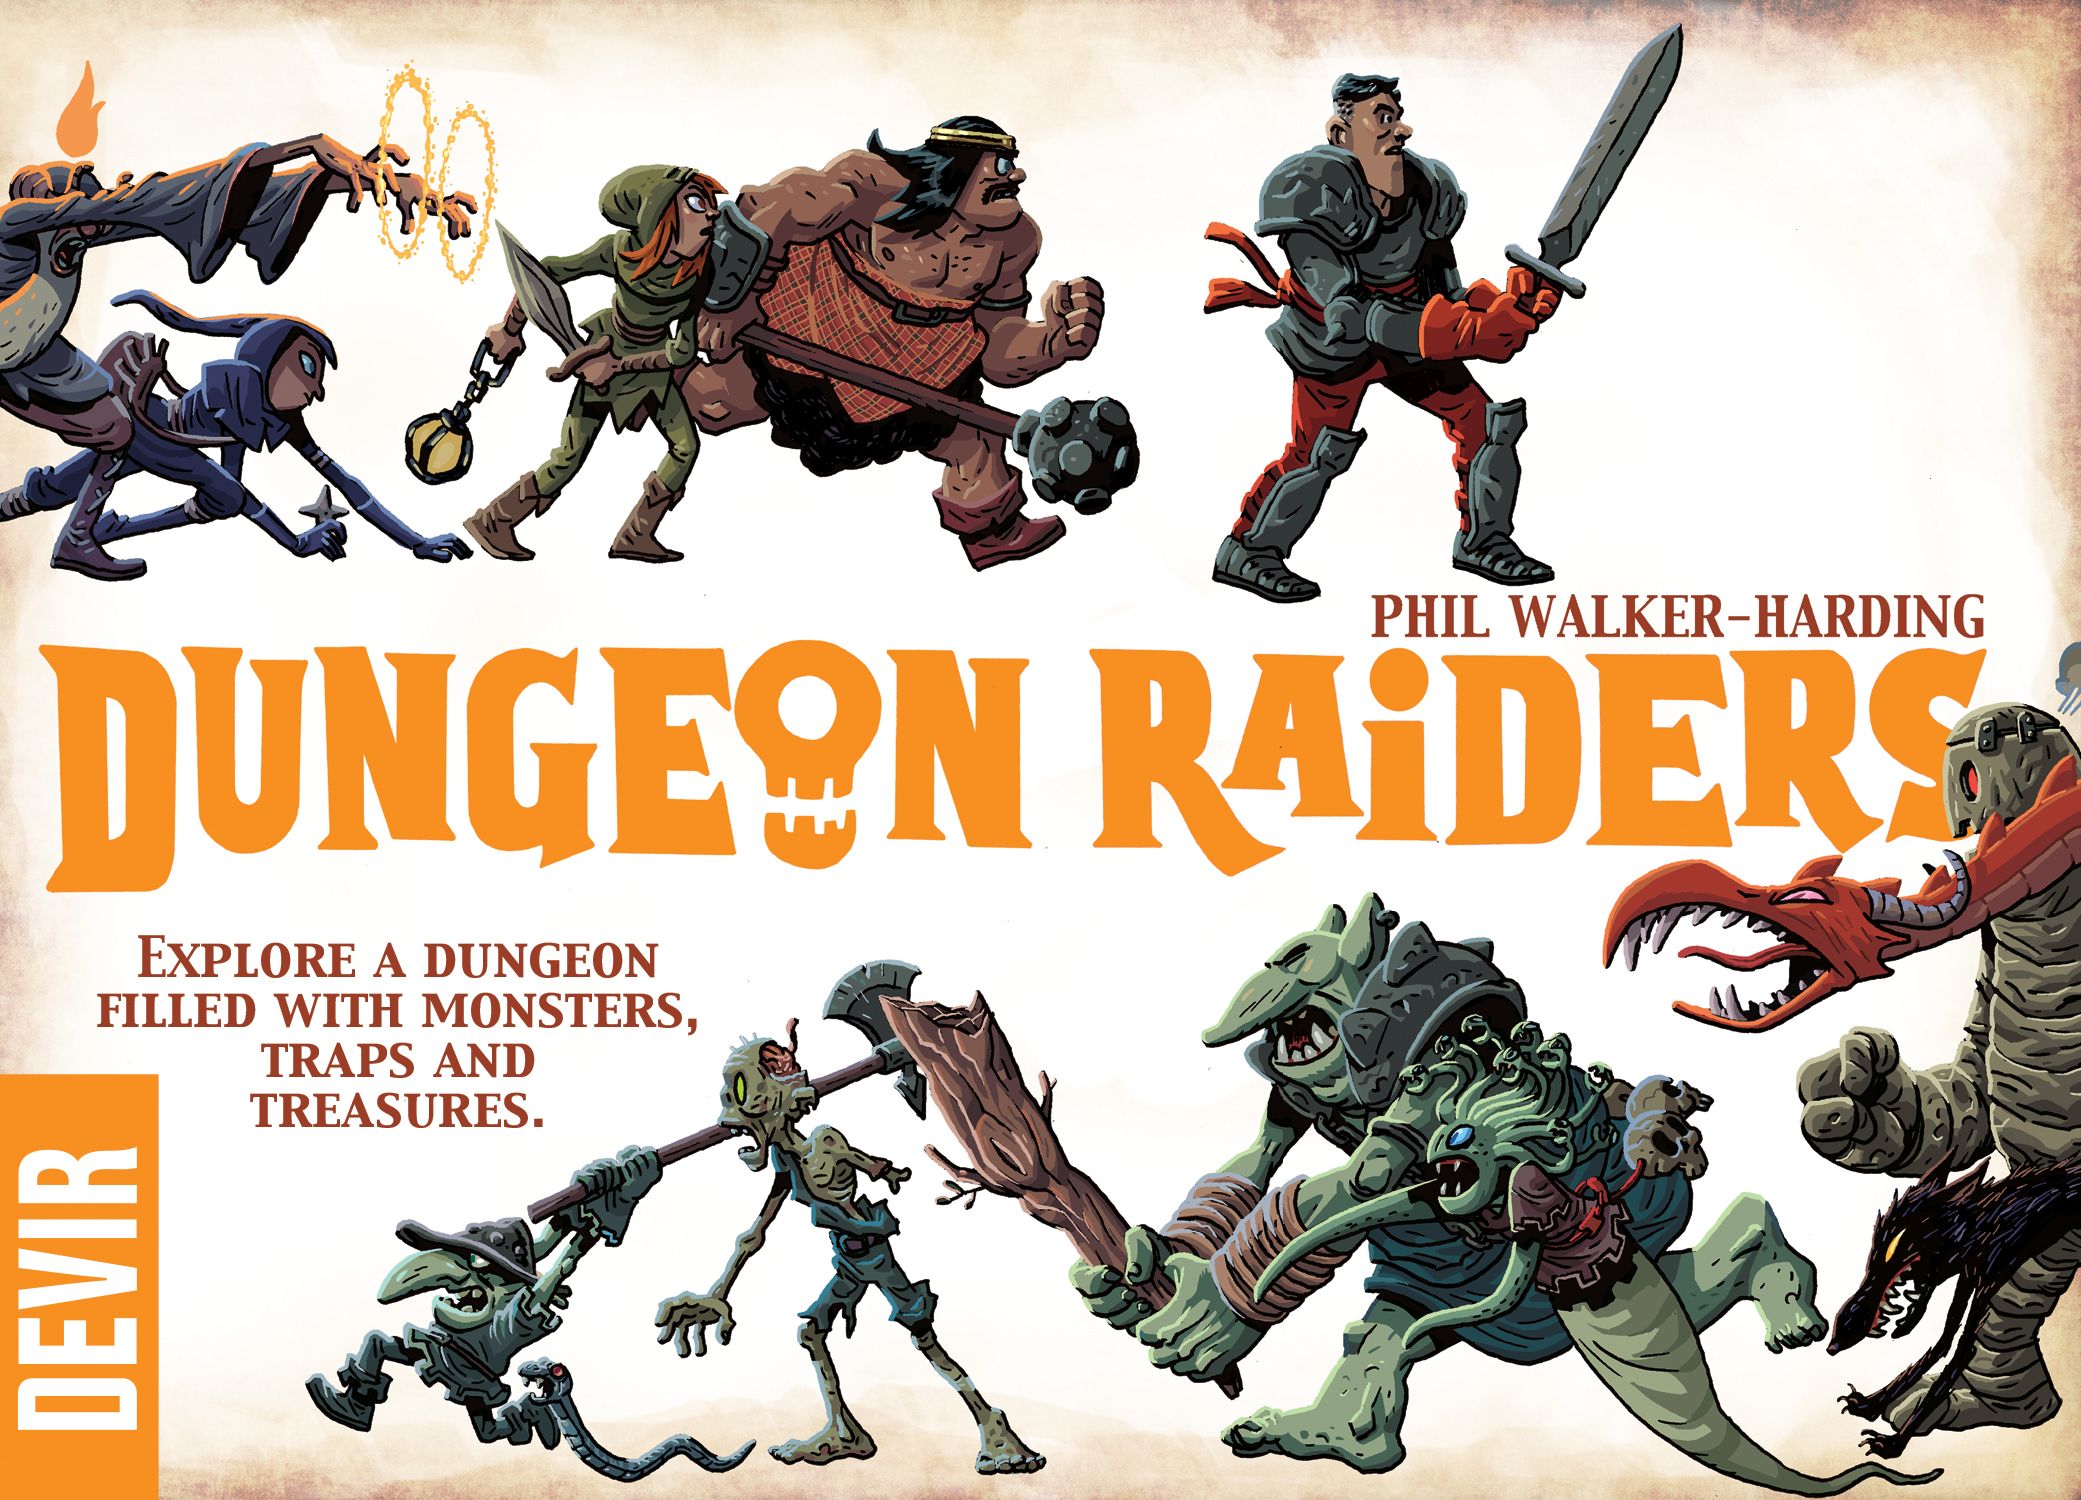 PHIL WALKER-HARDING
DUNGEON RAiDERS
EXPLORE A DUNGEON
FILLED WITH MONSTERS,
TRAPS AND
TREASURES.
DEVIR